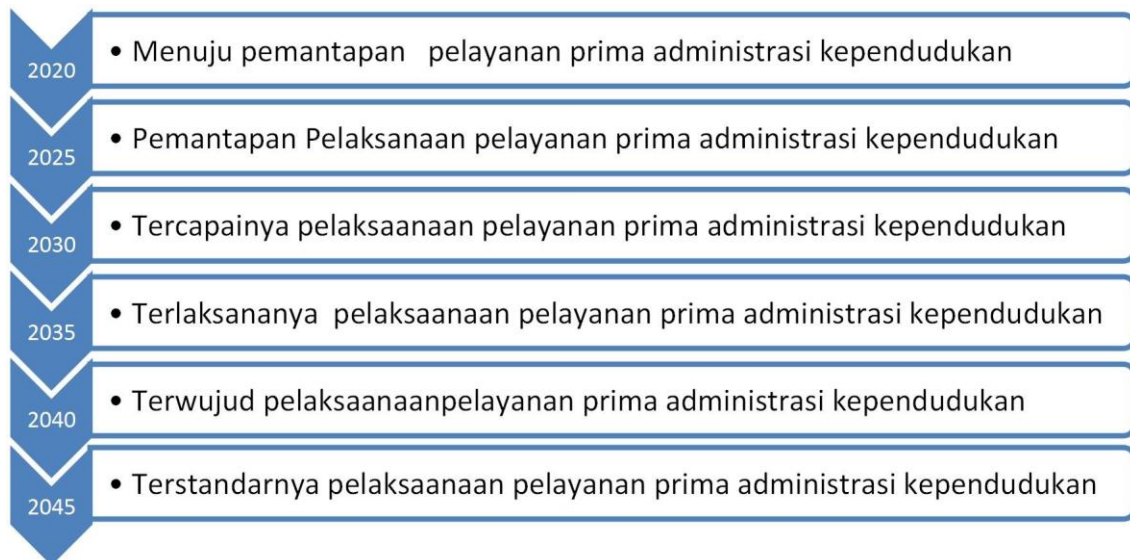 2020
• Menuju pemantapan   pelayanan prima administrasi kependudukan
2025
• Pemantapan Pelaksanaan pelayanan prima administrasi kependudukan
2030
• Tercapainya pelaksaanaan pelayanan prima administrasi kependudukan
2035
• Terlaksananya  pelaksaanaan pelayanan prima administrasi kependudukan
2040
• Terwujud pelaksaanaanpelayanan prima administrasi kependudukan
2045
• Terstandarnya pelaksaanaan pelayanan prima administrasi kependudukan